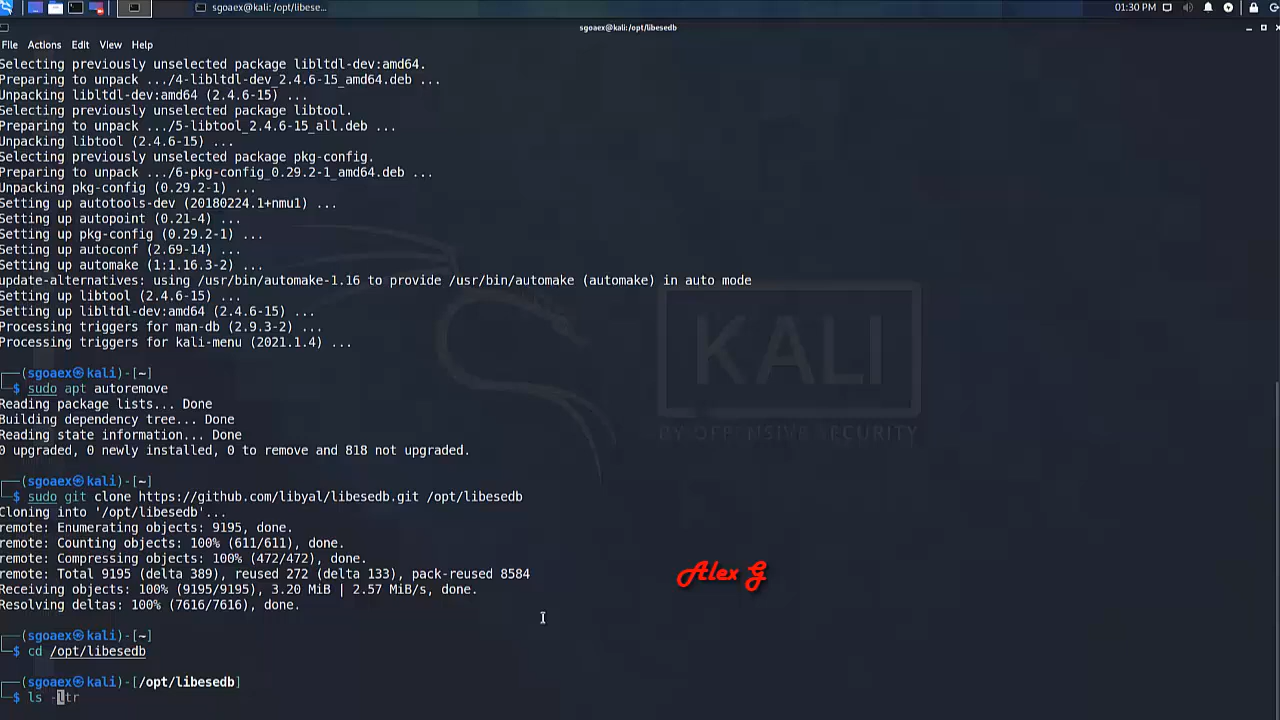 sgoaex@kali: /opt/libese...
01:30 PM
sgoaex@kali:/opt/libesedb
File Actions Edit View Help
Selecting previously unselected package libltdl-dev:amd64.
Preparing to unpack .../4-libltdl-dev_2.4.6-15_amd64.deb ...
Unpacking libltdl-dev:amd64 (2.4.6-15) ...
Selecting previously unselected package libtool.
Preparing to unpack .../5-libtool_2.4.6-15_all.deb ...
Unpacking libtool (2.4.6-15) ...
Selecting previously unselected package pkg-config.
Preparing to unpack .../6-pkg-config_0.29.2-1_amd64.deb ...
Unpacking pkg-config (0.29.2-1) ...
Setting up autotools-dev (20180224.1+nmu1) ...
Setting up autopoint (0.21-4) ...
Setting up pkg-config (0.29.2-1) ...
Setting up autoconf (2.69-14) ...
Setting up automake (1:1.16.3-2) ...
update-alternatives: using /usr/bin/automake-1.16 to provide /usr/bin/automake (automake) in auto mode
Setting up libtool (2.4.6-15) ...
Setting up libltdl-dev:amd64 (2.4.6-15) ...
Processing triggers for man-db (2.9.3-2) ...
Processing triggers for kali-menu (2021.1.4) ...
┌──(sgoaex㉿kali)-[~]
└─$ sudo apt autoremove
Reading package lists... Done
Building dependency tree... Done
Reading state information... Done
0 upgraded, 0 newly installed, 0 to remove and 818 not upgraded.
┌──(sgoaex㉿kali)-[~]
└─$ sudo git clone https://github.com/libyal/libesedb.git /opt/libesedb
Cloning into '/opt/libesedb'...
remote: Enumerating objects: 9195, done.
remote: Counting objects: 100% (611/611), done.
remote: Compressing objects: 100% (472/472), done.
remote: Total 9195 (delta 389), reused 272 (delta 133), pack-reused 8584
Receiving objects: 100% (9195/9195), 3.20 MiB | 2.57 MiB/s, done.
Resolving deltas: 100% (7616/7616), done.
┌──(sgoaex㉿kali)-[~]
└─$ cd /opt/libesedb
┌──(sgoaex㉿kali)-[/opt/libesedb]
└─$ ls -ltr
KALI
BY OFFENSIVE SECURITY
Alex G